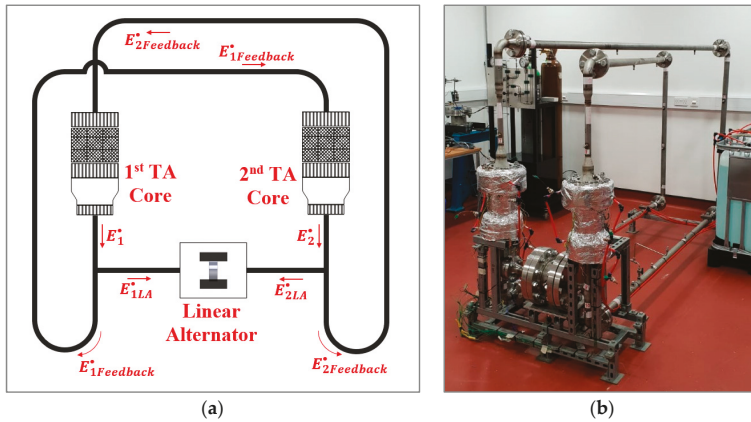 E•2Feedback
E•1Feedback
1st TA
Core
2nd TA
Core
E•1
E•2
E•1LA
E•2LA
Linear
Alternator
E•1Feedback
E•2Feedback
(a)
(b)